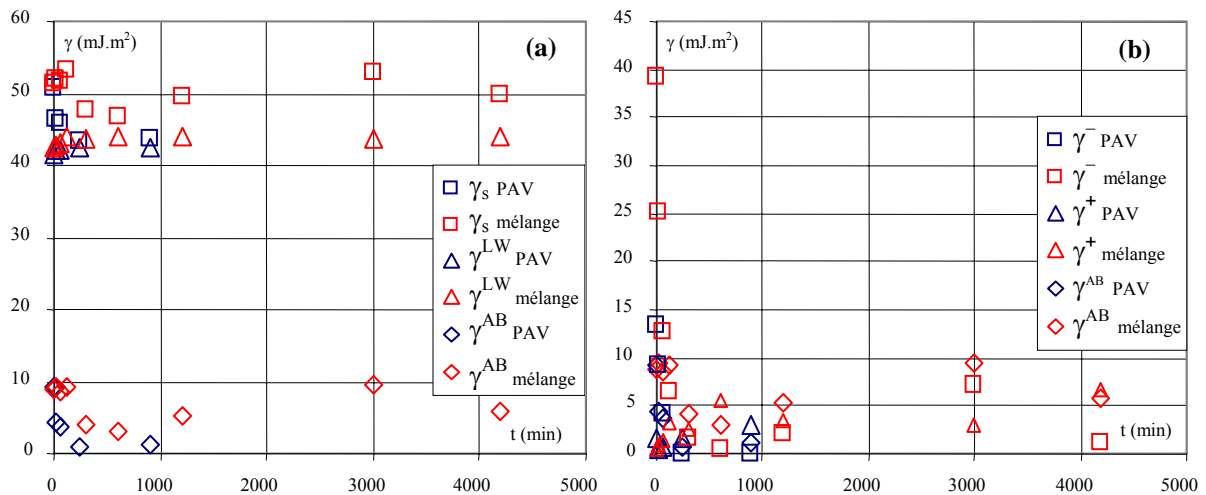 60
50
40
30
20
10
0
γ (mJ.m²)
(a)
γs PAV
γs mélange
γLW PAV
γLW mélange
γAB PAV
γAB mélange
t (min)
0 1000 2000 3000 4000 5000
45
40
35
30
25
20
15
10
5
0
γ (mJ.m²)
(b)
γ− PAV
γ− mélange
γ+ PAV
γ+ mélange
γAB PAV
γAB mélange
t (min)
0 1000 2000 3000 4000 5000